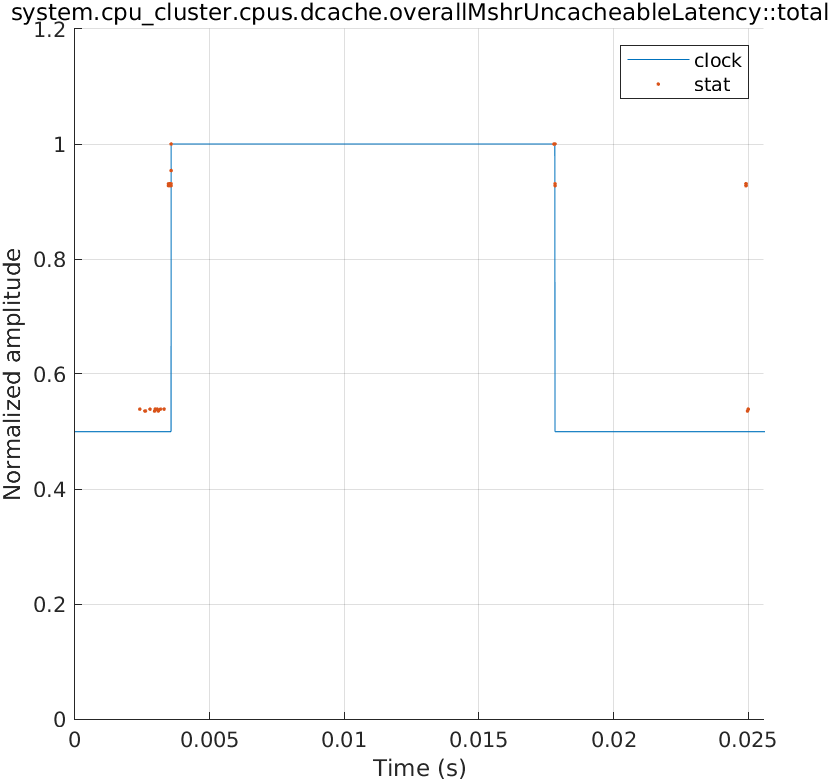 system.cpu_cluster.cpus.dcache.overallMshrUncacheableLatency::total
1.2
clock
stat
1
0.8
0.6
0.4
0.2
0
Normalized amplitude
0 0.005 0.01 0.015 0.02 0.025
Time (s)